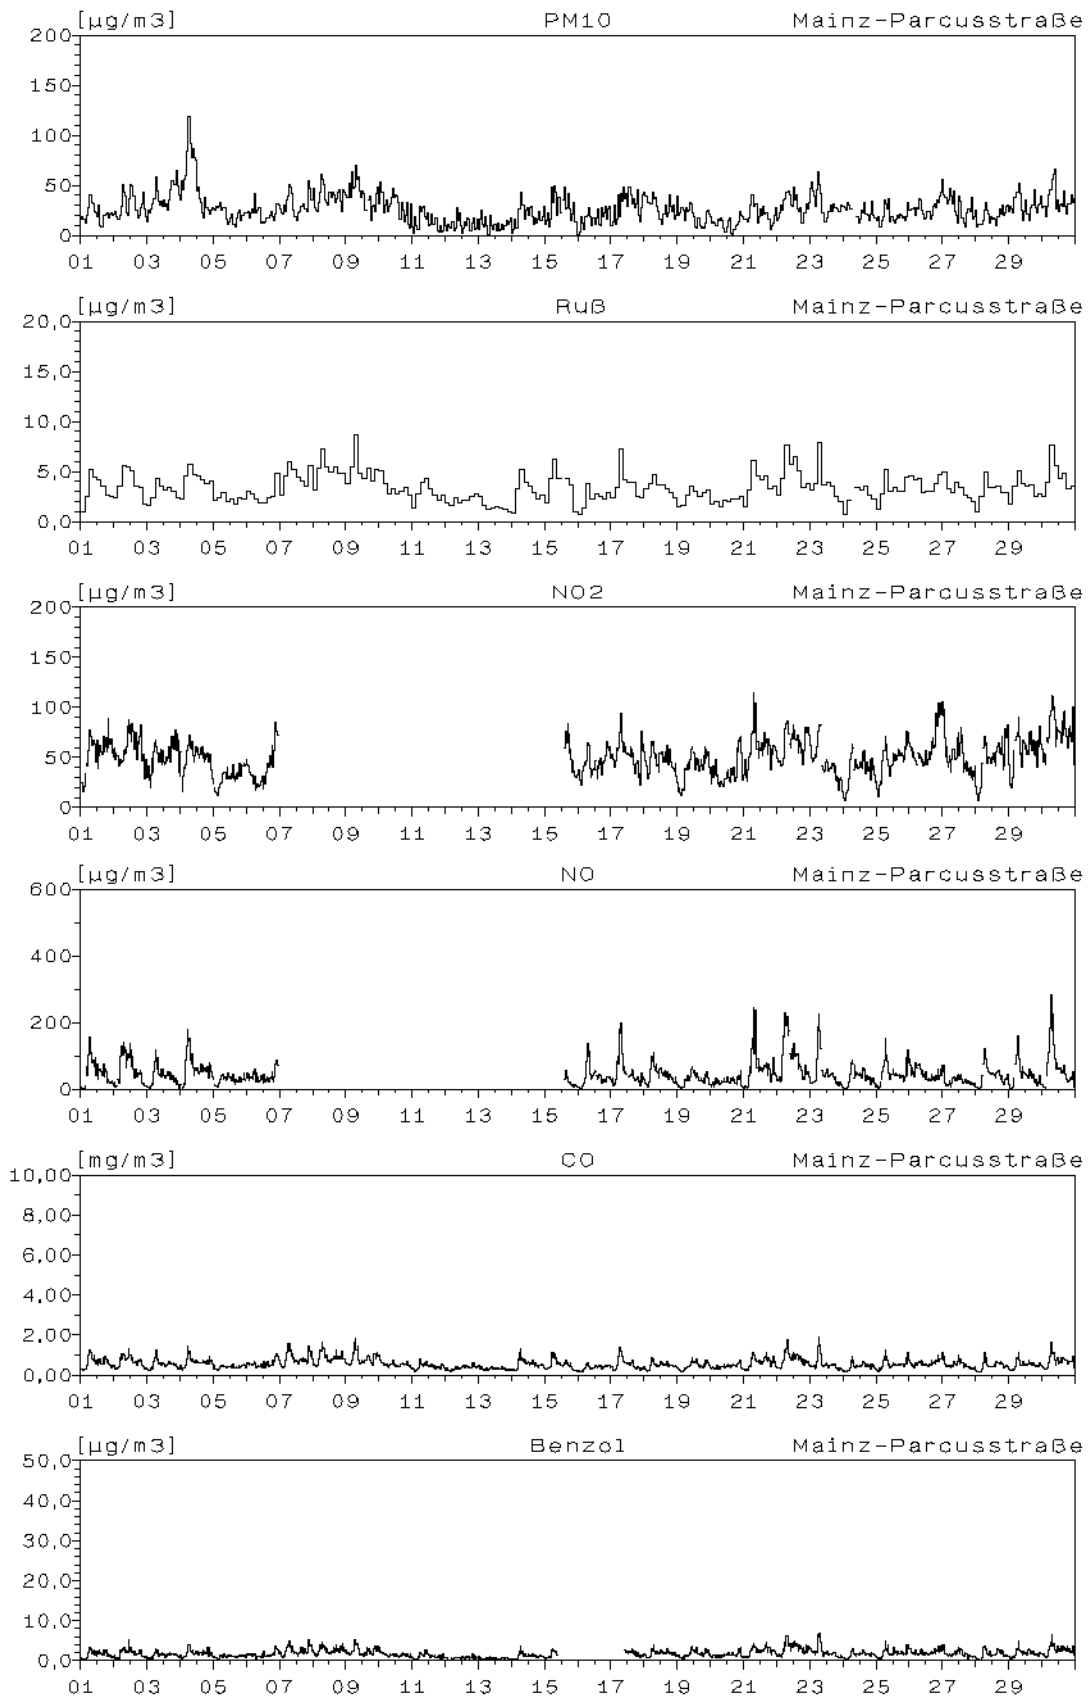 [µg/m3] PM10 Mainz-Parcusstraße
200
150
100
50
0
01 03 05 07 09 11 13 15 17 19 21 23 25 27 29
[µg/m3] Ruß Mainz-Parcusstraße
20,0
15,0
10,0
5,0
0,0
01 03 05 07 09 11 13 15 17 19 21 23 25 27 29
[µg/m3] NO2 Mainz-Parcusstraße
200
150
100
50
0
01 03 05 07 09 11 13 15 17 19 21 23 25 27 29
[µg/m3] NO Mainz-Parcusstraße
600
400
200
0
01 03 05 07 09 11 13 15 17 19 21 23 25 27 29
[mg/m3] CO Mainz-Parcusstraße
10,00
8,00
6,00
4,00
2,00
0,00
01 03 05 07 09 11 13 15 17 19 21 23 25 27 29
[µg/m3] Benzol Mainz-Parcusstraße
50,0
40,0
30,0
20,0
10,0
0,0
01 03 05 07 09 11 13 15 17 19 21 23 25 27 29